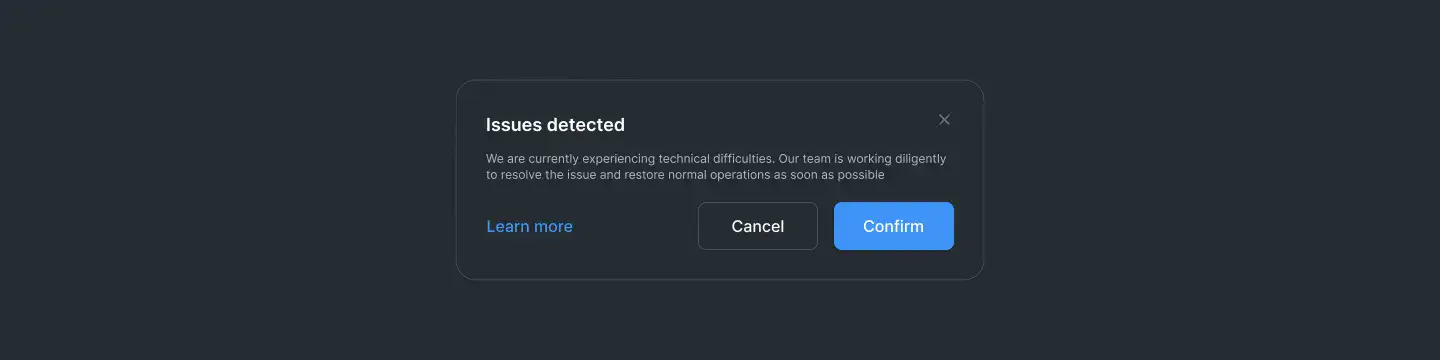 Issues detected
We are currently experiencing technical difficulties. Our team is working diligently
to resolve the issue and restore normal operations as soon as possible
Learn more
Cancel
Confirm